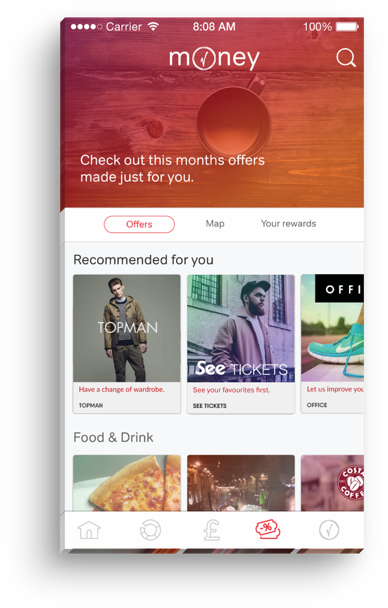 Carrier 8:08 AM 100%
money
Check out this months offers
made just for you.
Offers Map Your rewards
Recommended for you
TOPMAN
See TICKETS
OFFI
Have a change of wardrobe.
See your favourites first.
Let us improve you
TOPMAN
SEE TICKETS
OFFICE
Food & Drink
COSTA
COFFEE
£
-%